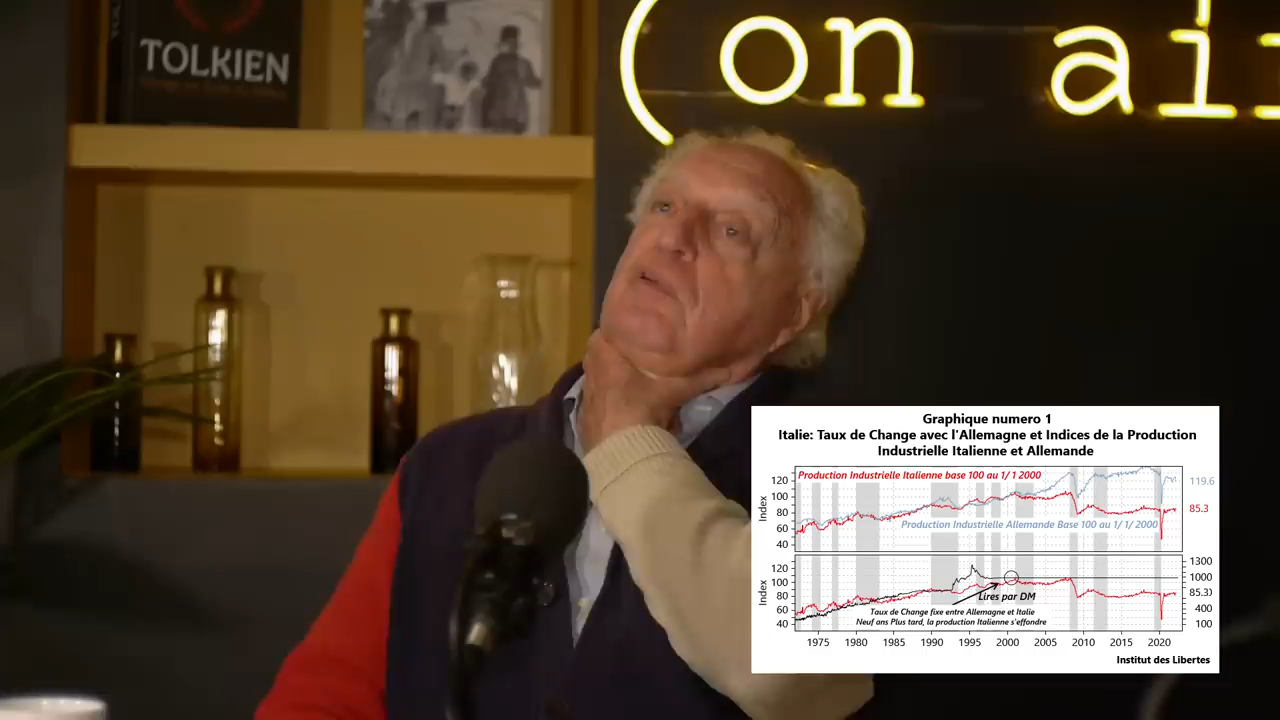 TOLKIEN
(on air
Graphique numero 1
Italie: Taux de Change avec l'Allemagne et Indices de la Production
Industrielle Italienne et Allemande
Production Industrielle Italienne base 100 au 1/ 1 2000
Production Industrielle Allemande Base 100 au 1/ 1/ 2000
Index
120
100
80
60
40
119.6
85.3
Lires par DM
Taux de Change fixe entre Allemagne et Italie
Neuf ans Plus tard, la production Italienne s'effondre
Index
120
100
80
60
40
1300
1000
85.33
400
100
1975 1980 1985 1990 1995 2000 2005 2010 2015 2020
Institut des Libertes